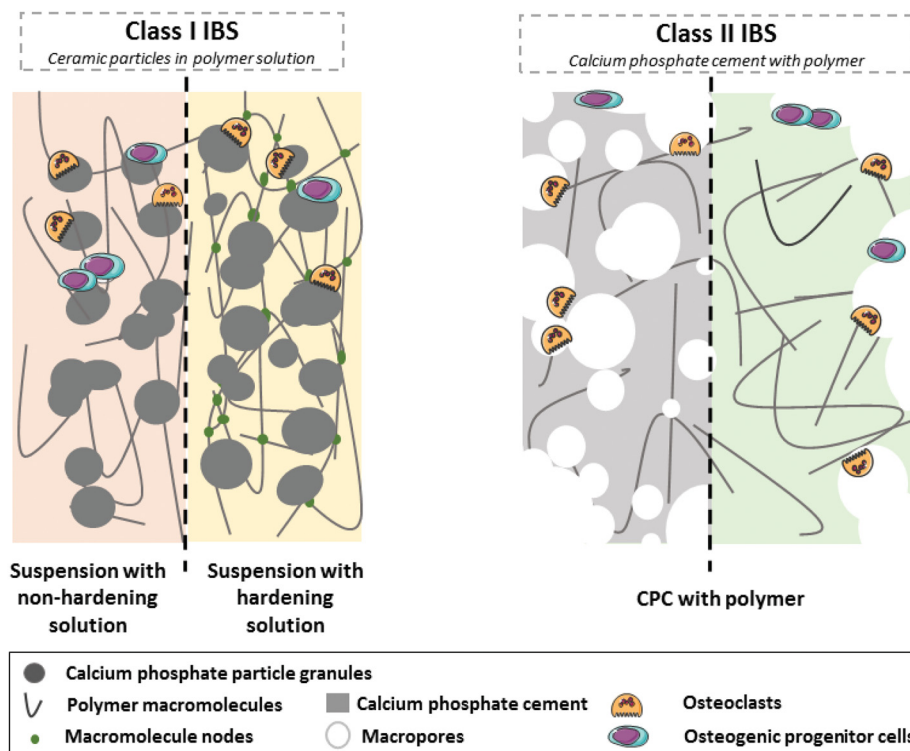 Class I IBS
Ceramic particles in polymer solution
Class II IBS
Calcium phosphate cement with polymer
Suspension with
non-hardening
solution
Suspension with
hardening
solution
CPC with polymer
Calcium phosphate particle granules
Polymer macromolecules
Calcium phosphate cement
Osteoclasts
Macromolecule nodes
Macropores
Osteogenic progenitor cells